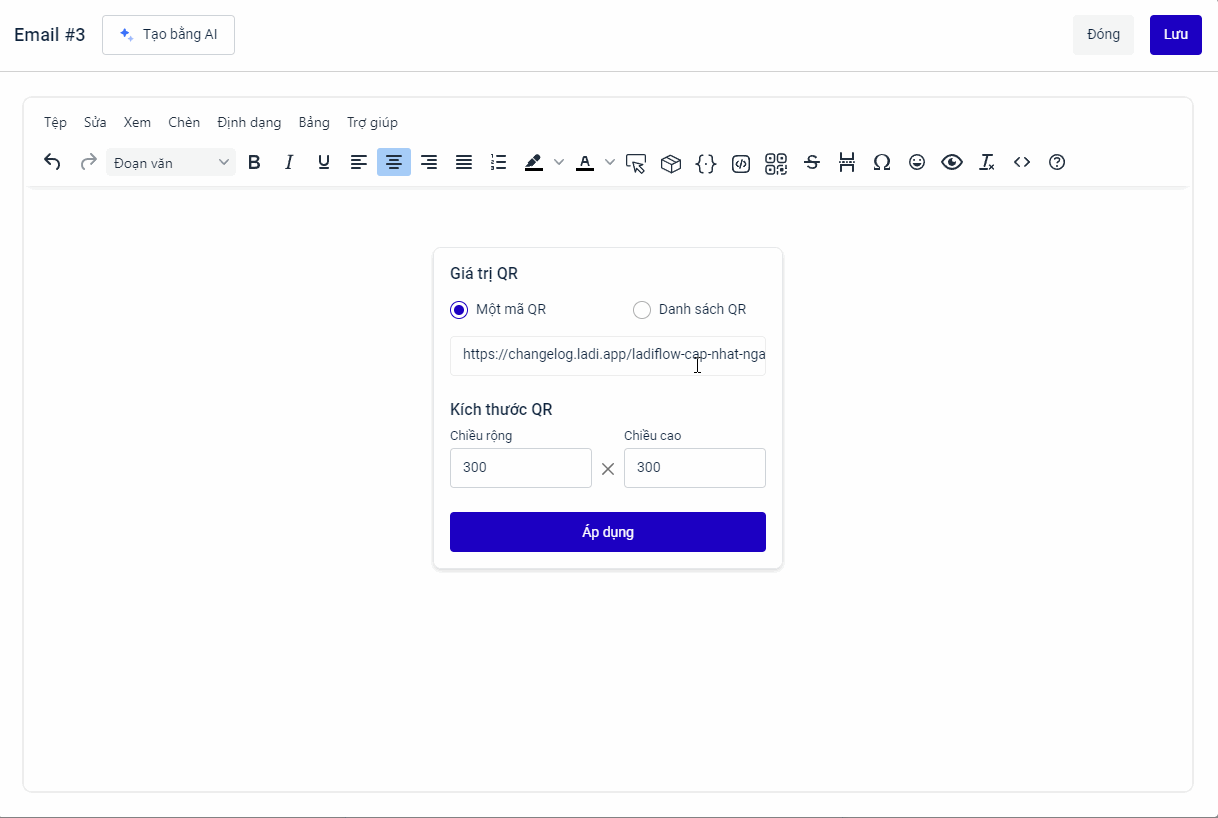 Email #3 Tạo bằng AI Đóng Lưu
Tệp Sửa Xem Chèn Định dạng Bảng Trợ giúp
Đoạn văn B I U A
Giá trị QR
Một mã QR Danh sách QR
https://changelog.ladi.app/ladiflow-cap-nhat-nga
Kích thước QR
Chiều rộng Chiều cao
300 300
Áp dụng